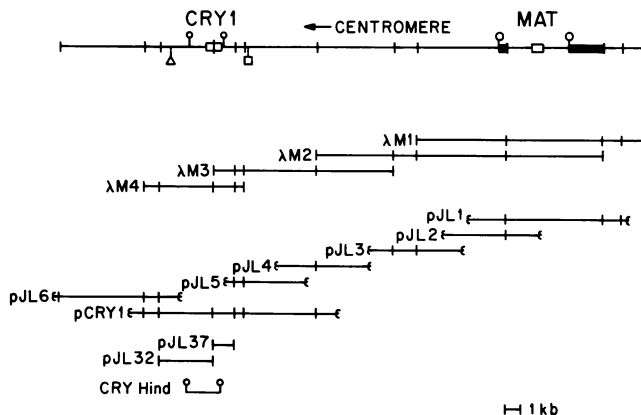 CRY1
MAT
← CENTROMERE
λM1
λM2
λM3
λM4
pJL1
pJL2
pJL3
pJL4
pJL5
pJL6
pCRY1
pJL37
pJL32
CRY Hind
1 kb